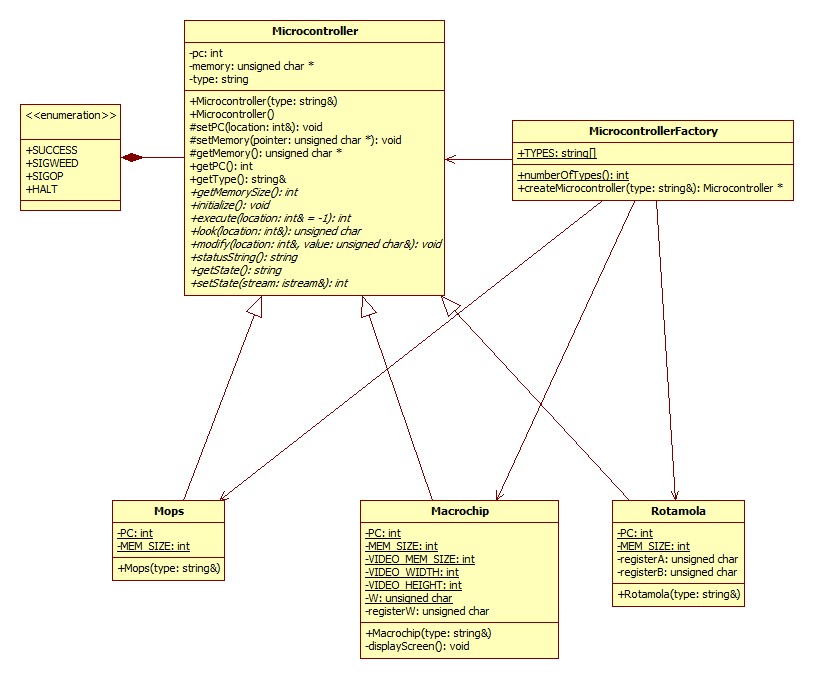 Microcontroller
-pc: int
-memory: unsigned char *
-type: string
+Microcontroller(type: string&)
+Microcontroller()
#setPC(location: int&): void
#setMemory(pointer: unsigned char *): void
#getMemory(): unsigned char *
+getPC(): int
+getType(): string&
+getMemorySize(): int
+initialize(): void
+execute(location: int& = -1): int
+look(location: int&): unsigned char
+modify(location: int&, value: unsigned char&): void
+statusString(): string
+getState(): string
+setState(stream: istream&): int
<<enumeration>>
+SUCCESS
+SIGWEED
+SIGOP
+HALT
MicrocontrollerFactory
+TYPES: string[]
+numberOfTypes(): int
+createMicrocontroller(type: string&): Microcontroller *
Mops
-PC: int
-MEM_SIZE: int
+Mops(type: string&)
Macrochip
-PC: int
-MEM_SIZE: int
-VIDEO_MEM_SIZE: int
-VIDEO_WIDTH: int
-VIDEO_HEIGHT: int
-W: unsigned char
-registerW: unsigned char
+Macrochip(type: string&)
-displayScreen(): void
Rotamola
-PC: int
-MEM_SIZE: int
-registerA: unsigned char
-registerB: unsigned char
+Rotamola(type: string&)